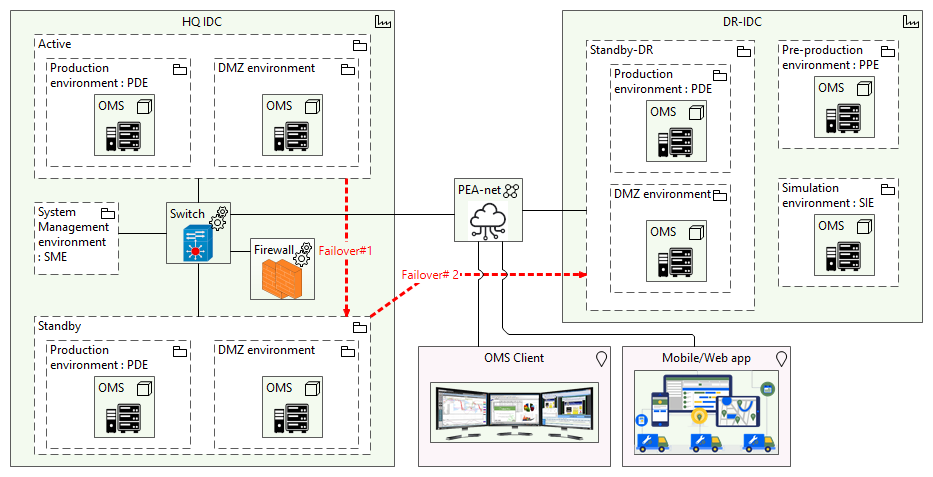 HQ IDC
Active
Production
environment : PDE
OMS
DMZ environment
OMS
System
Management
environment
: SME
Switch
Firewall
Failover#1
Standby
Production
environment : PDE
OMS
DMZ environment
OMS
PEA-net
Failover# 2
DR-IDC
Standby-DR
Production
environment : PDE
OMS
DMZ environment
OMS
Pre-production
environment : PPE
OMS
Simulation
environment : SIE
OMS
OMS Client
Mobile/Web app